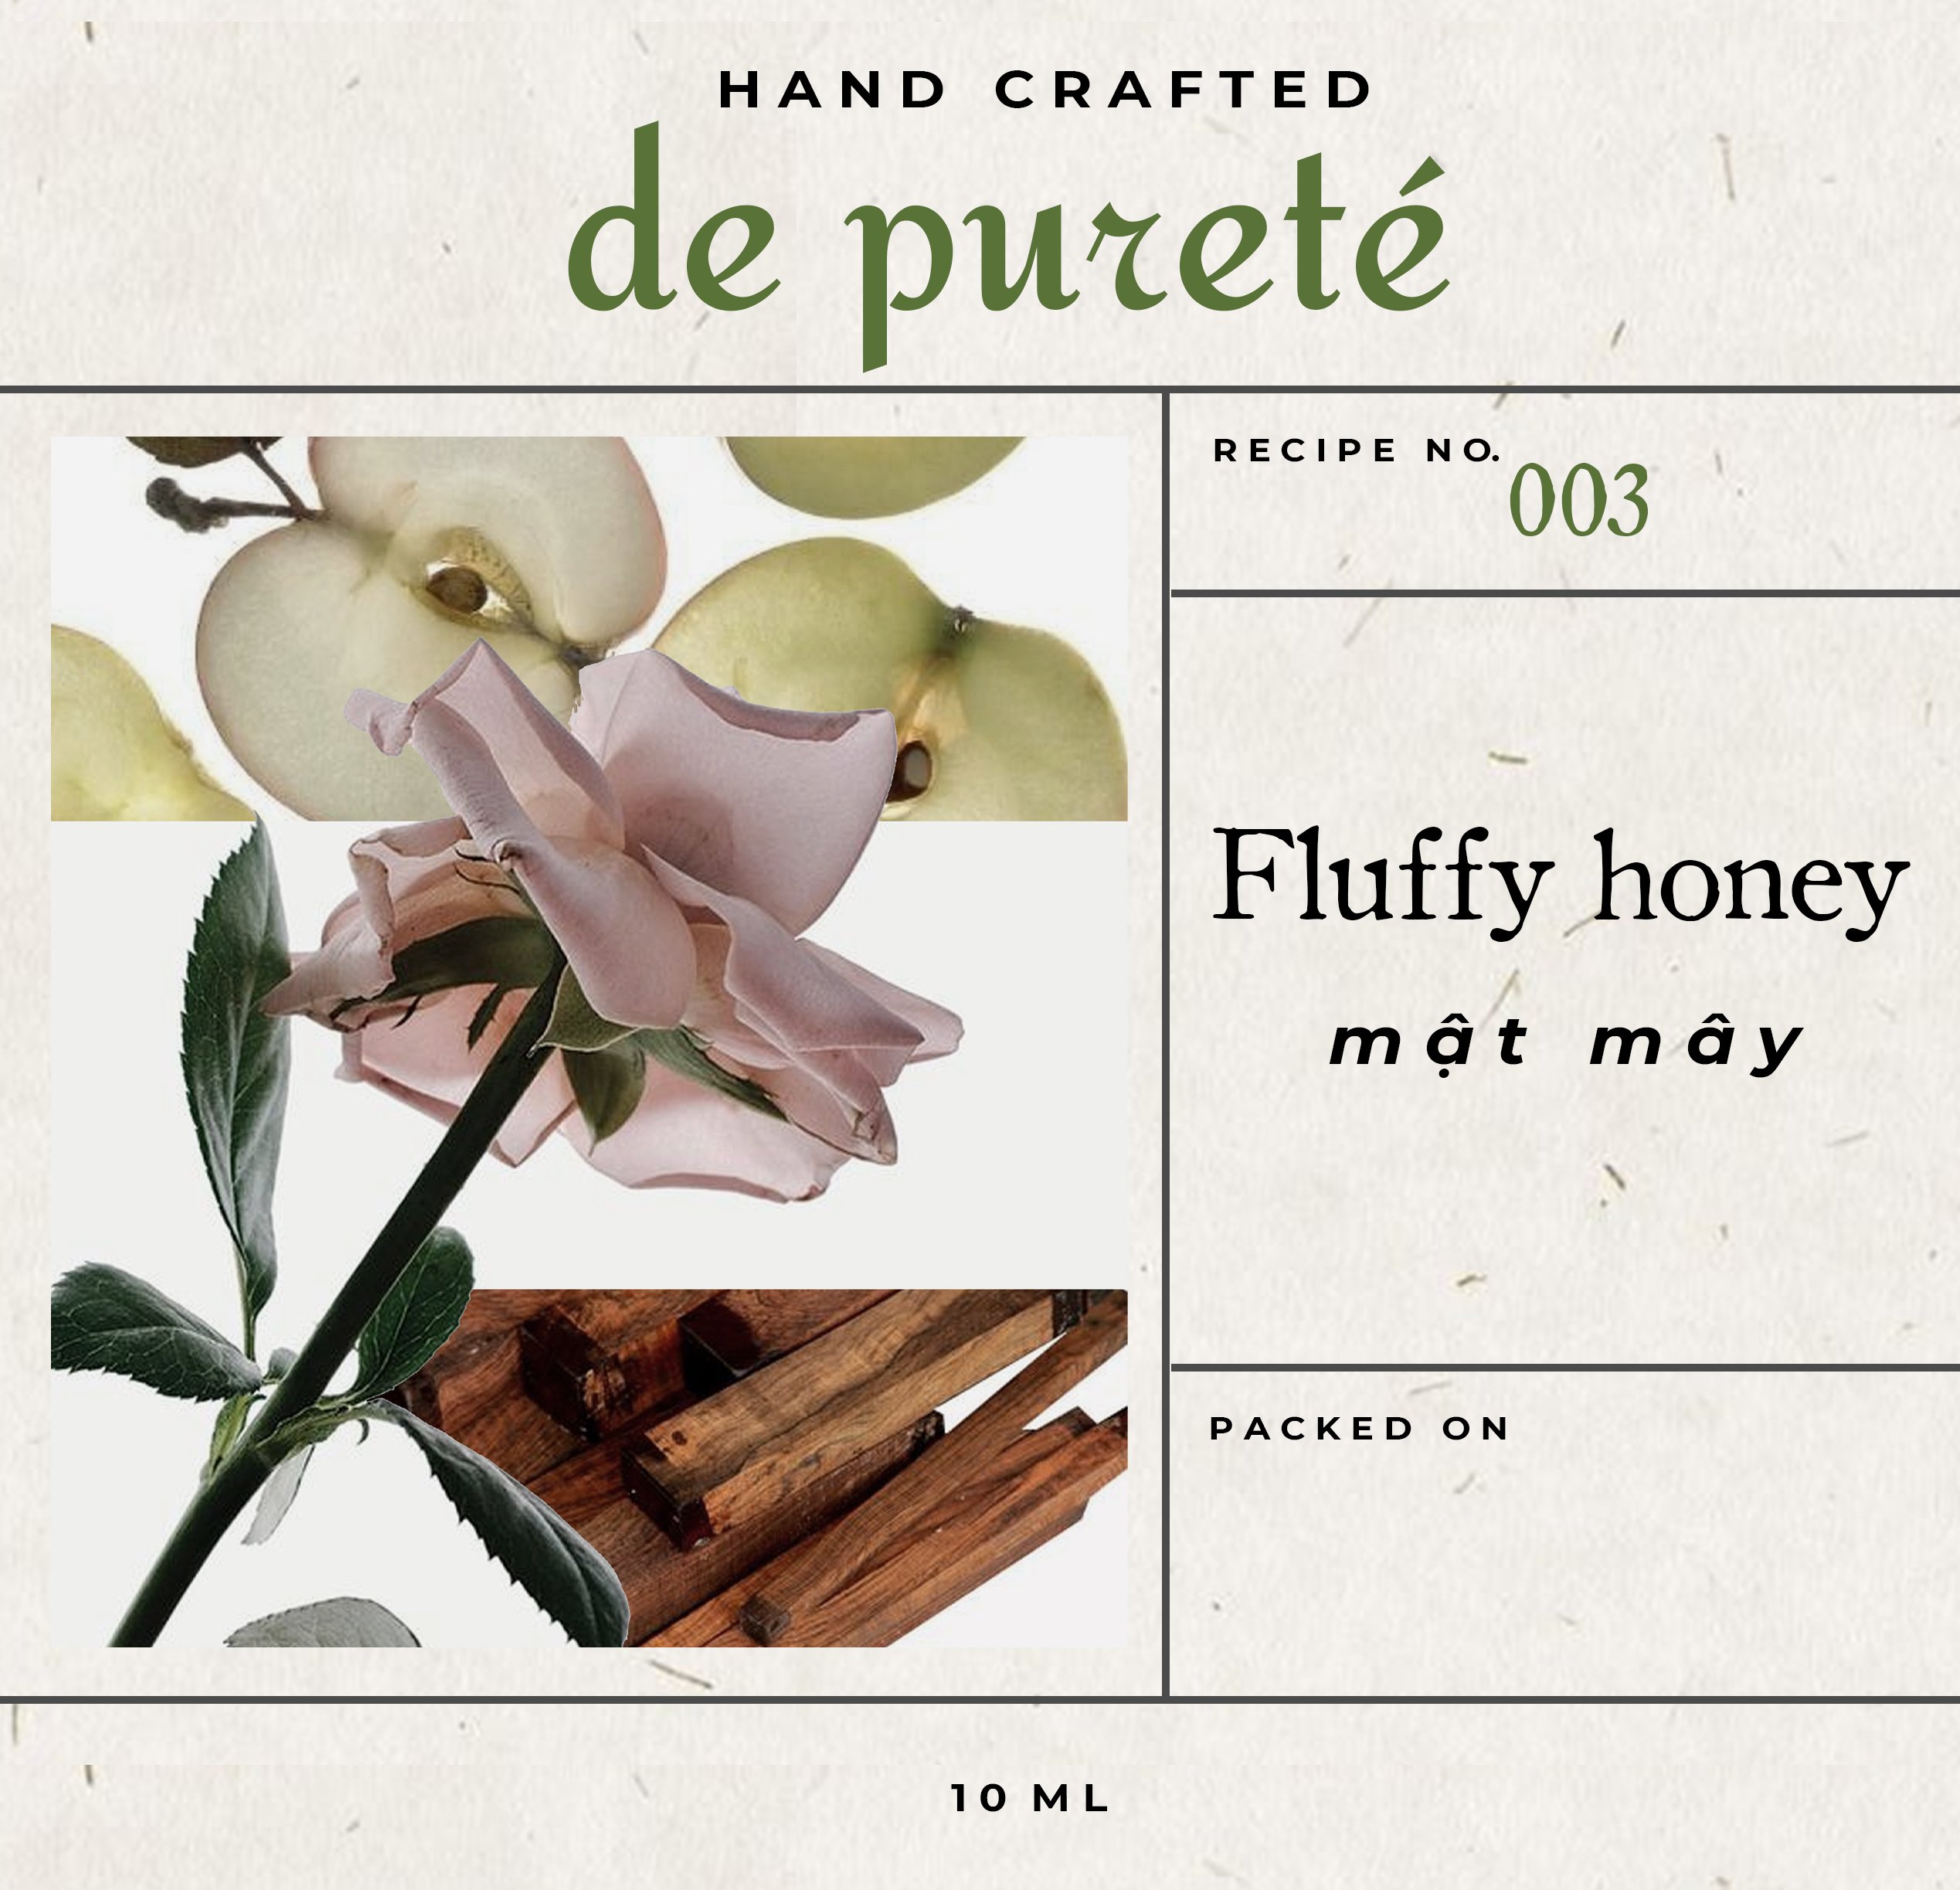 HAND CRAFTED
de pureté
RECIPE NO.
003
Fluffy honey
mật mây
PACKED ON
10 ML